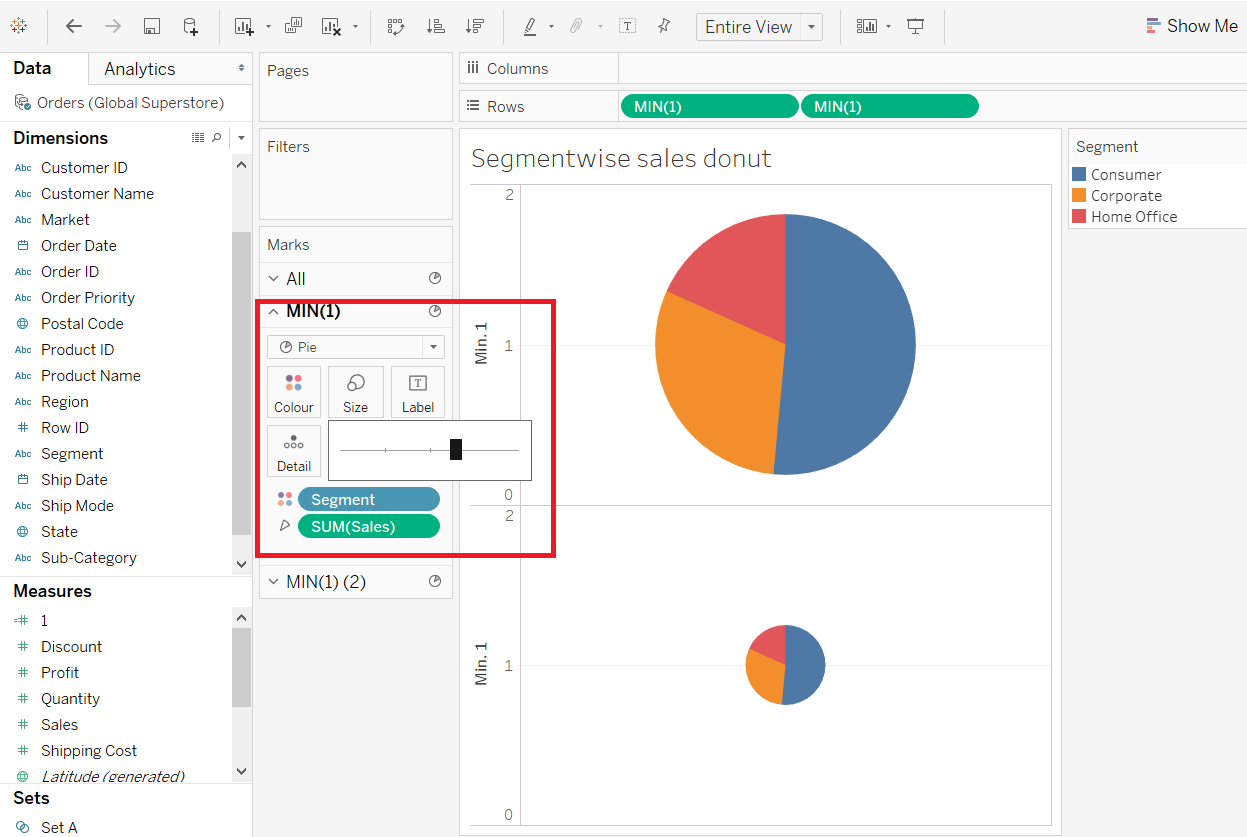 Entire View
Show Me
Data
Analytics
Orders (Global Superstore)
Dimensions
Abc Customer ID
Abc Customer Name
Abc Market
Order Date
Abc Order ID
Abc Order Priority
Postal Code
Abc Product ID
Abc Product Name
Abc Region
# Row ID
Abc Segment
Ship Date
Abc Ship Mode
State
Abc Sub-Category
Measures
=# 1
# Discount
# Profit
# Quantity
# Sales
# Shipping Cost
Latitude (generated)
Sets
Set A
Pages
Filters
Marks
All
MIN(1)
Pie
Colour
Size
T
Label
Detail
Segment
SUM(Sales)
MIN(1) (2)
Columns
Rows
MIN(1)
MIN(1)
Segmentwise sales donut
2
Min. 1
1
0
2
Min. 1
1
0
Segment
Consumer
Corporate
Home Office